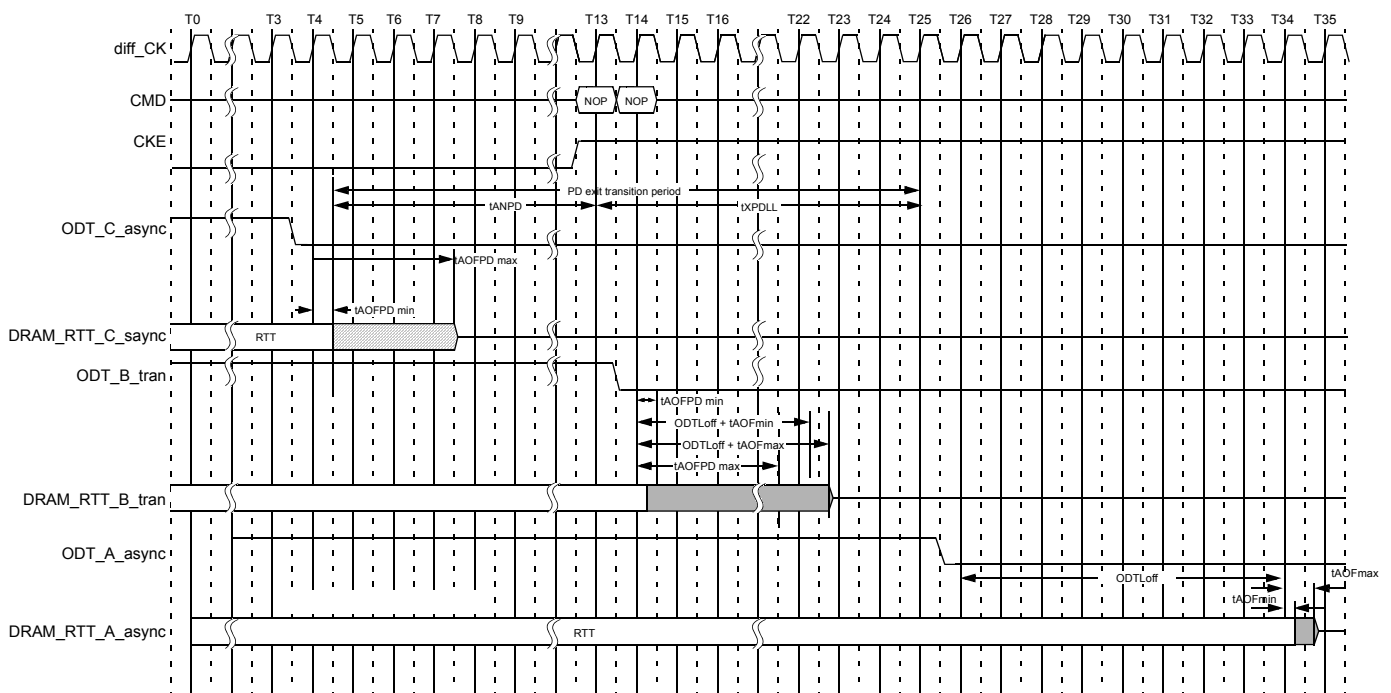 T0 T3 T4 T5 T6 T7 T8 T9 T13 T14 T15 T16 T22 T23 T24 T25 T26 T27 T28 T29 T30 T31 T32 T33 T34 T35
diff_CK
CMD NOP NOP
CKE
PD exit transition period
tANPD tXPDLL
ODT_C_async
tAOFPD max
tAOFPD min
DRAM_RTT_C_sync RTT
ODT_B_tran
tAOFPD min
ODTLoff + tAOFmin
ODTLoff + tAOFmax
tAOFPD max
DRAM_RTT_B_tran
ODT_A_async
ODTLoff tAOFmax
tAOFmin
DRAM_RTT_A_async RTT